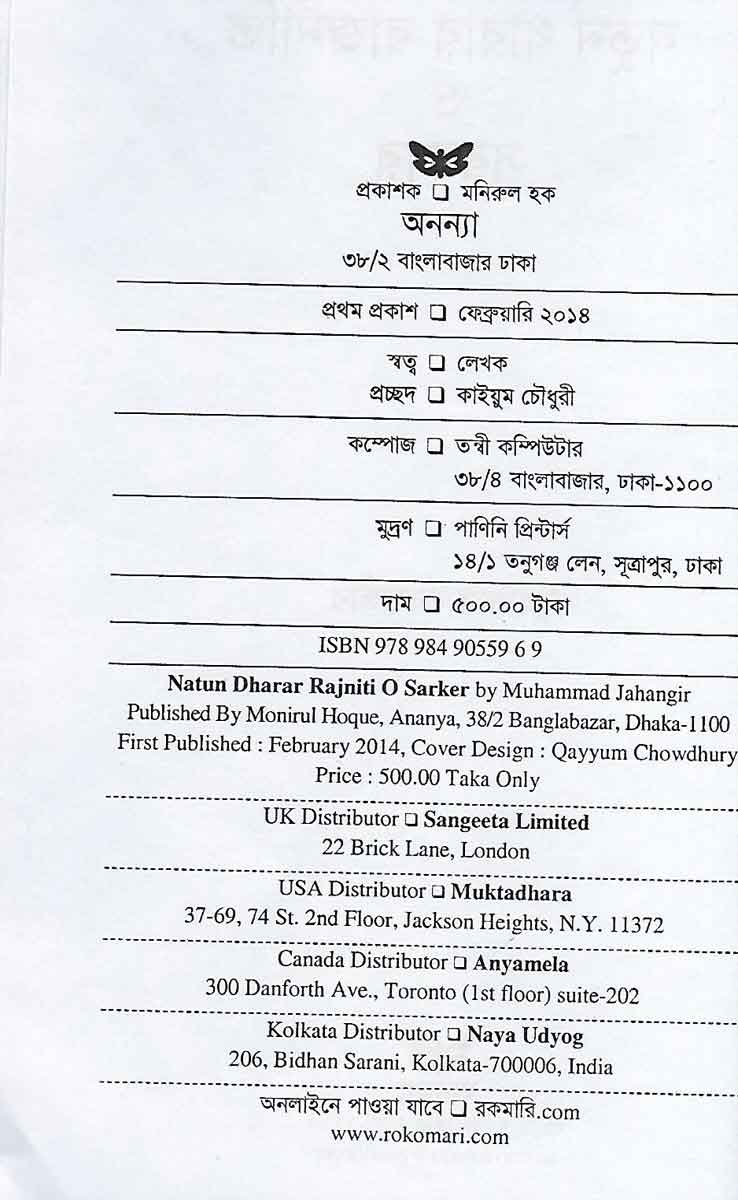 প্রকাশক ❑ মনিরুল হক
অনন্যা
৩৮/২ বাংলাবাজার ঢাকা
প্রথম প্রকাশ ❑ ফেব্রুয়ারি ২০১৪
স্বত্ব ❑ লেখক
প্রচ্ছদ ❑ কাইয়ুম চৌধুরী
কম্পোজ ❑ তন্বী কম্পিউটার
৩৮/৪ বাংলাবাজার, ঢাকা-১১০০
মুদ্রণ ❑ পাণিনি প্রিন্টার্স
১৪/১ তনুগঞ্জ লেন, সূত্রাপুর, ঢাকা
দাম ❑ ৫০০.০০ টাকা
ISBN 978 984 90559 6 9
Natun Dharar Rajniti O Sarker by Muhammad Jahangir
Published By Monirul Hoque, Ananya, 38/2 Banglabazar, Dhaka-1100
First Published : February 2014, Cover Design : Qayyum Chowdhury
Price : 500.00 Taka Only
UK Distributor ❑ Sangeeta Limited
22 Brick Lane, London
USA Distributor ❑ Muktadhara
37-69, 74 St. 2nd Floor, Jackson Heights, N.Y. 11372
Canada Distributor ❑ Anyamela
300 Danforth Ave., Toronto (1st floor) suite-202
Kolkata Distributor ❑ Naya Udyog
206, Bidhan Sarani, Kolkata-700006, India
অনলাইনে পাওয়া যাবে ❑ রকমারি.com
www.rokomari.com